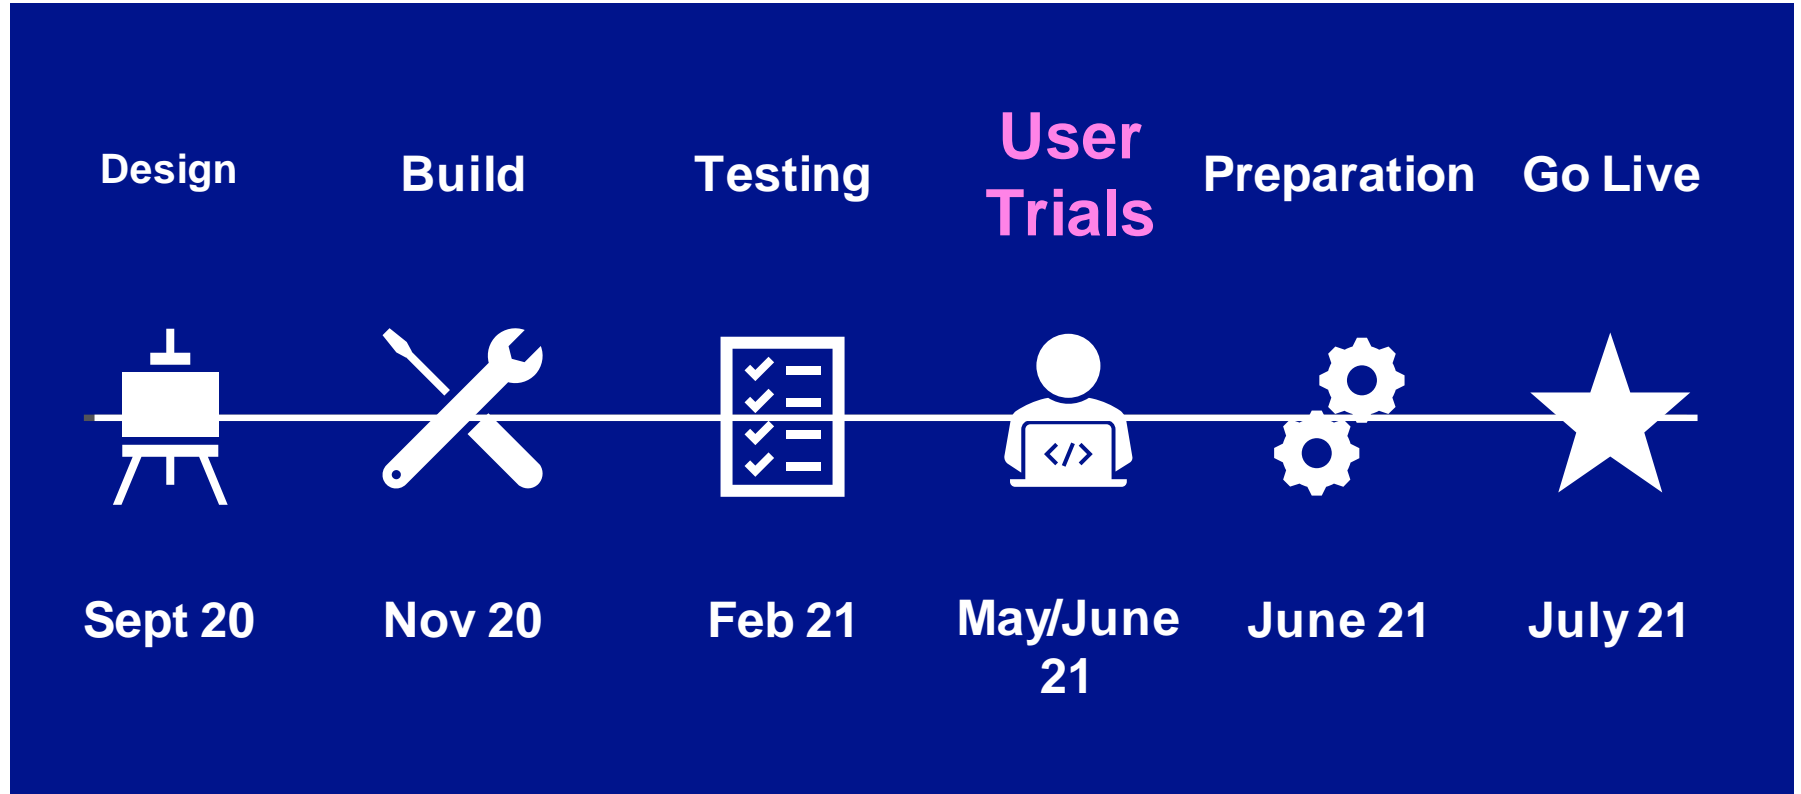 Design
Build
Testing
User
Trials
Preparation
Go Live
</>
Sept 20
Nov 20
Feb 21
May/June
21
June 21
July 21